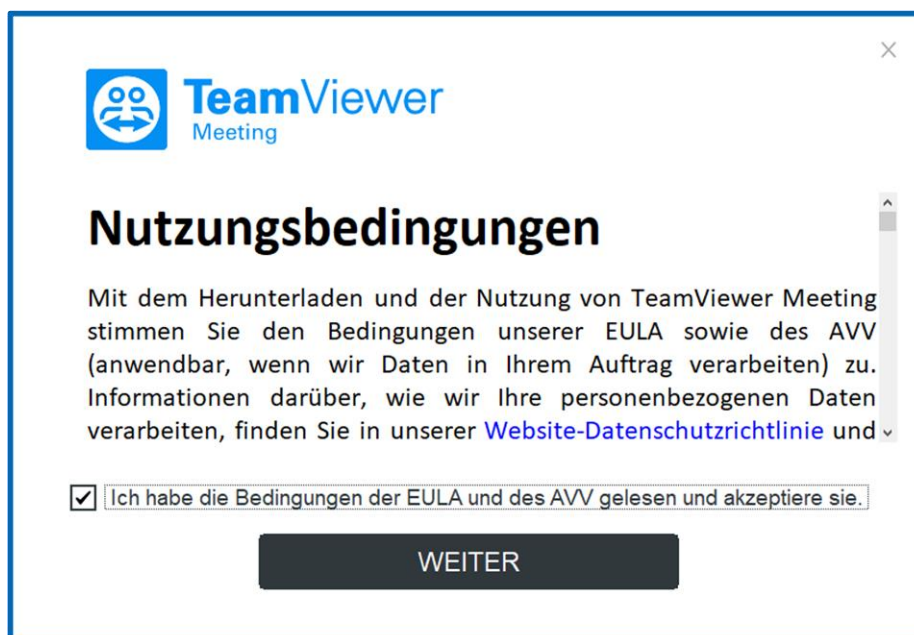 TeamViewer
Meeting
Nutzungsbedingungen
Mit dem Herunterladen und der Nutzung von TeamViewer Meeting
stimmen Sie den Bedingungen unserer EULA sowie des AVV
(anwendbar, wenn wir Daten in Ihrem Auftrag verarbeiten) zu.
Informationen darüber, wie wir Ihre personenbezogenen Daten
verarbeiten, finden Sie in unserer Website-Datenschutzrichtlinie und
Ich habe die Bedingungen der EULA und des AVV gelesen und akzeptiere sie.
WEITER